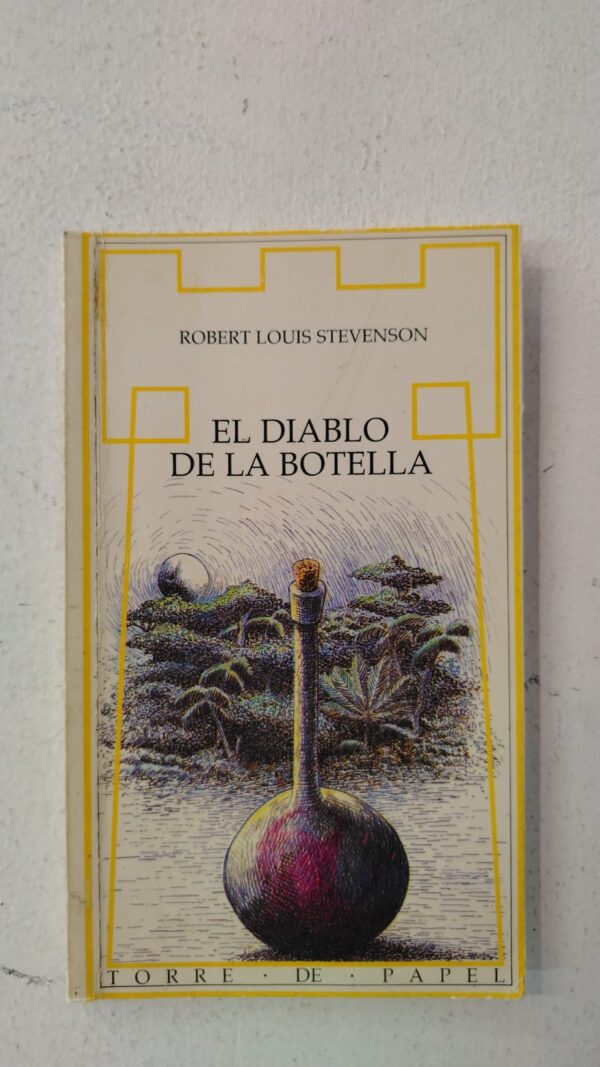 ROBERT LOUIS STEVENSON
EL DIABLO
DE LA BOTELLA
TORRE · DE · PAPEL